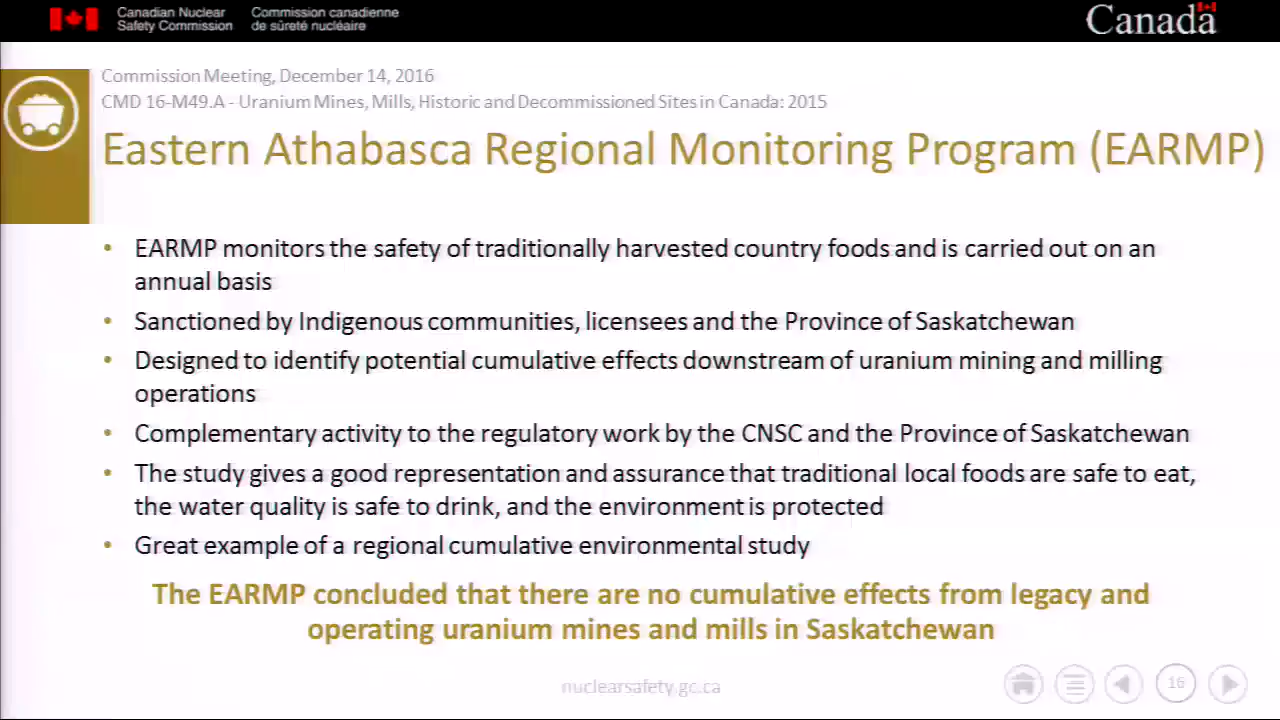 Canadian Nuclear Commission canadienne
Safety Commission de sûreté nucléaire
Canada
Commission Meeting, December 14, 2016
CMD 16-M49.A - Uranium Mines, Mills, Historic and Decommissioned Sites in Canada: 2015
Eastern Athabasca Regional Monitoring Program (EARMP)
• EARMP monitors the safety of traditionally harvested country foods and is carried out on an
annual basis
• Sanctioned by Indigenous communities, licensees and the Province of Saskatchewan
• Designed to identify potential cumulative effects downstream of uranium mining and milling
operations
• Complementary activity to the regulatory work by the CNSC and the Province of Saskatchewan
• The study gives a good representation and assurance that traditional local foods are safe to eat,
the water quality is safe to drink, and the environment is protected
• Great example of a regional cumulative environmental study
The EARMP concluded that there are no cumulative effects from legacy and
operating uranium mines and mills in Saskatchewan
nuclearsafety.gc.ca
16